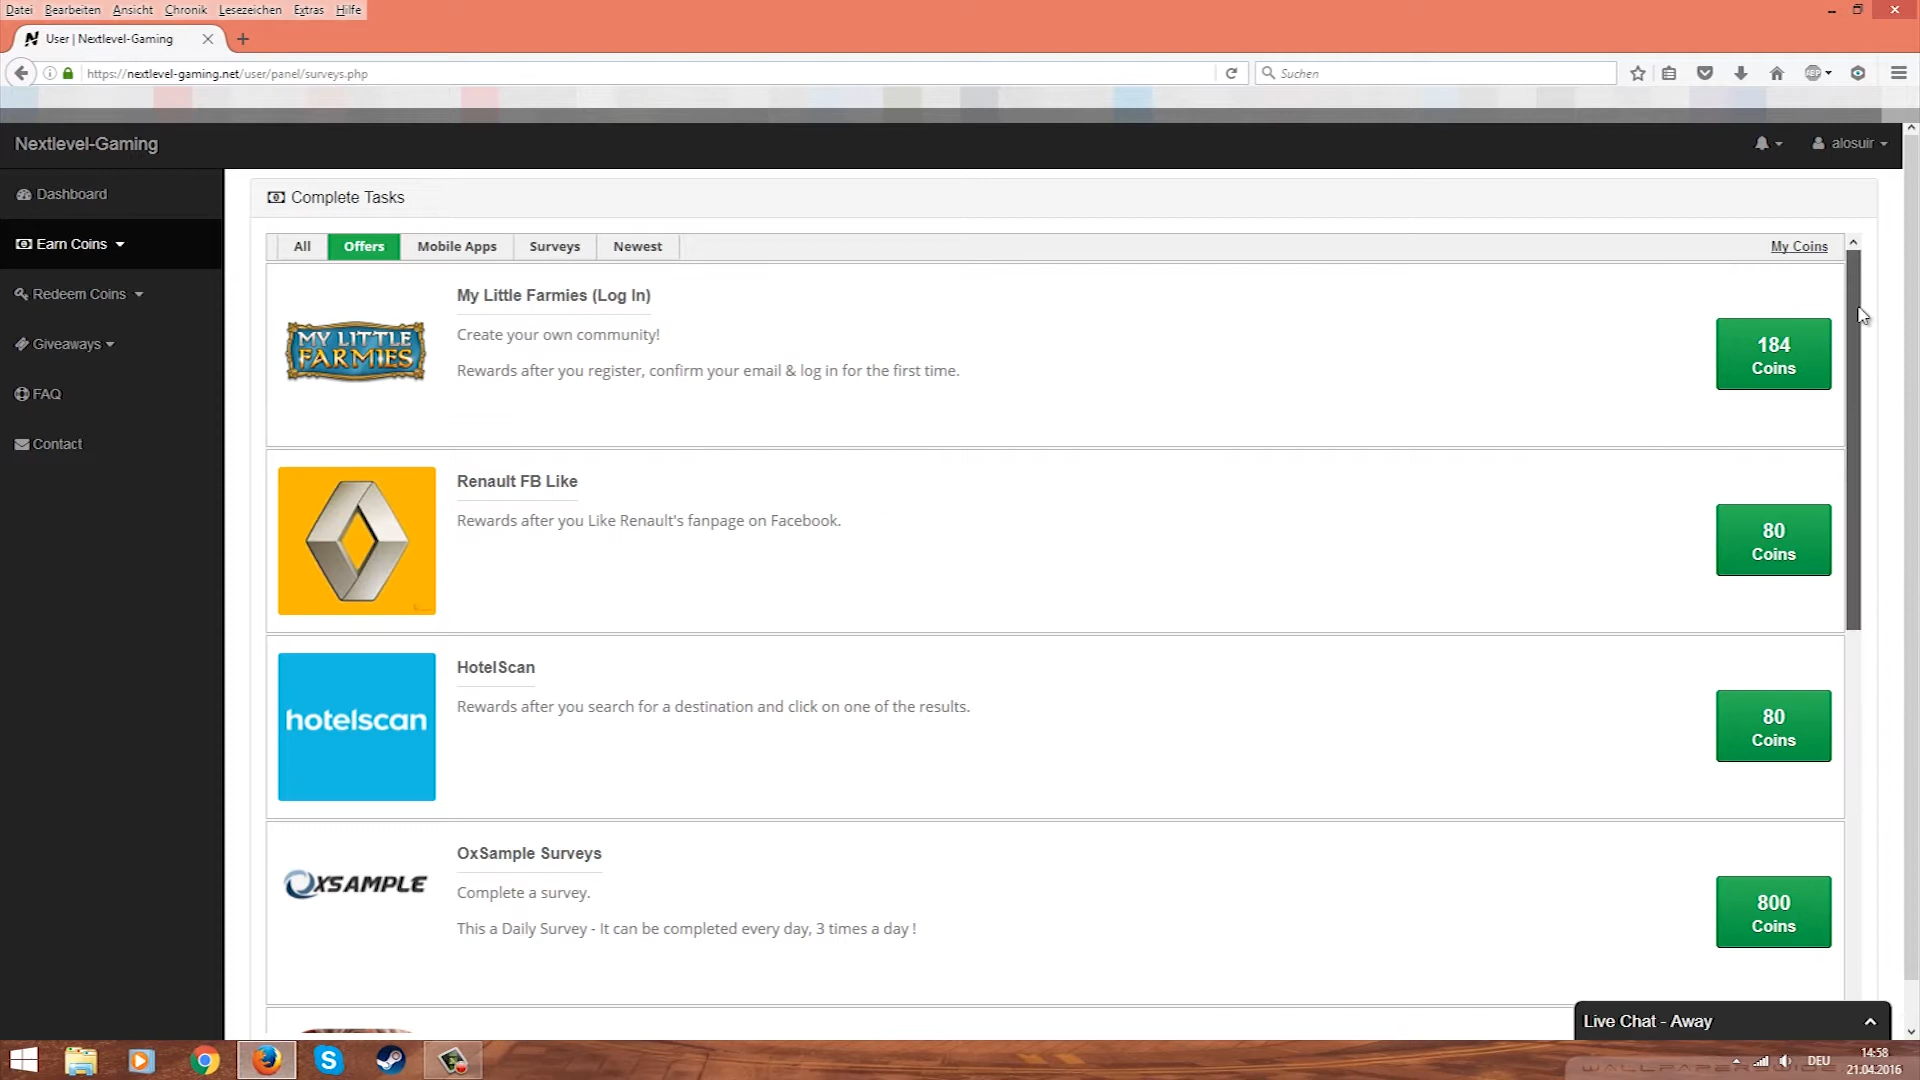 Datei Bearbeiten Ansicht Chronik Lesezeichen Extras Hilfe
User | Nextlevel-Gaming
https://nextlevel-gaming.net/user/panel/surveys.php
Suchen
ABP
Nextlevel-Gaming
alosuir
Dashboard
Earn Coins
Redeem Coins
Giveaways
FAQ
Contact
Complete Tasks
All Offers Mobile Apps Surveys Newest My Coins
My Little Farmies (Log In)
Create your own community!
Rewards after you register, confirm your email & log in for the first time.
MY LITTLE
FARMIES
184
Coins
Renault FB Like
Rewards after you Like Renault's fanpage on Facebook.
80
Coins
HotelScan
Rewards after you search for a destination and click on one of the results.
hotelscan
80
Coins
OxSample Surveys
OXSAMPLE
Complete a survey.
This a Daily Survey - It can be completed every day, 3 times a day !
800
Coins
Live Chat - Away
DEU
14:58
21.04.2016